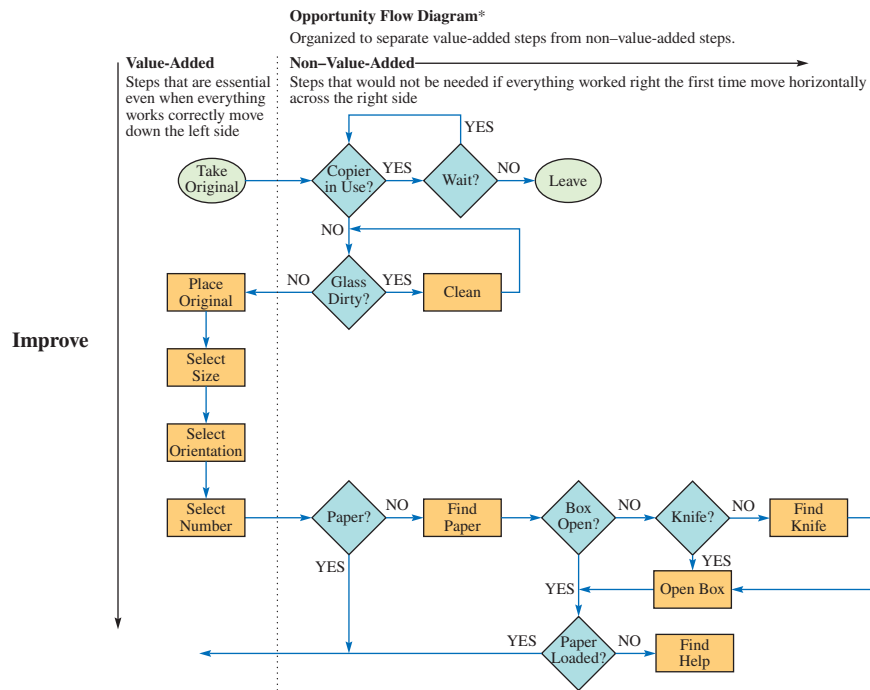 Opportunity Flow Diagram*
Organized to separate value-added steps from non–value-added steps.
Value-Added
Steps that are essential
even when everything
works correctly move
down the left side
Non–Value-Added
Steps that would not be needed if everything worked right the first time move horizontally
across the right side
YES
Take
Original
Copier
in Use?
YES
Wait?
NO
Leave
NO
Place
Original
NO
Glass
Dirty?
YES
Clean
Improve
Select
Size
Select
Orientation
Select
Number
Paper?
NO
Find
Paper
Box
Open?
NO
Knife?
NO
Find
Knife
YES
YES
YES
Open Box
YES
Paper
Loaded?
NO
Find
Help